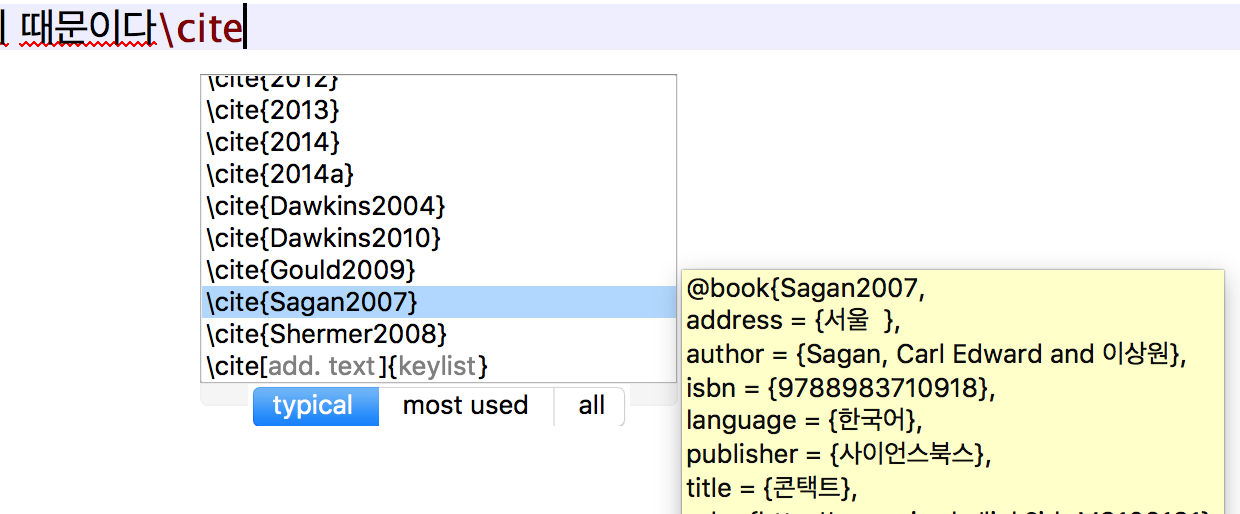 때문이다\cite
\cite{2012}
\cite{2013}
\cite{2014}
\cite{2014a}
\cite{Dawkins2004}
\cite{Dawkins2010}
\cite{Gould2009}
\cite{Sagan2007}
\cite{Shermer2008}
\cite[add. text]{keylist}
typical most used all
@book{Sagan2007,
address = {서울  },
author = {Sagan, Carl Edward and 이상원},
isbn = {9788983710918},
language = {한국어},
publisher = {사이언스북스},
title = {콘택트},